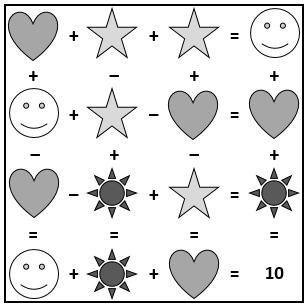 + + =
+ − + +
+ − =
− + − +
− + =
= = = =
+ + = 10